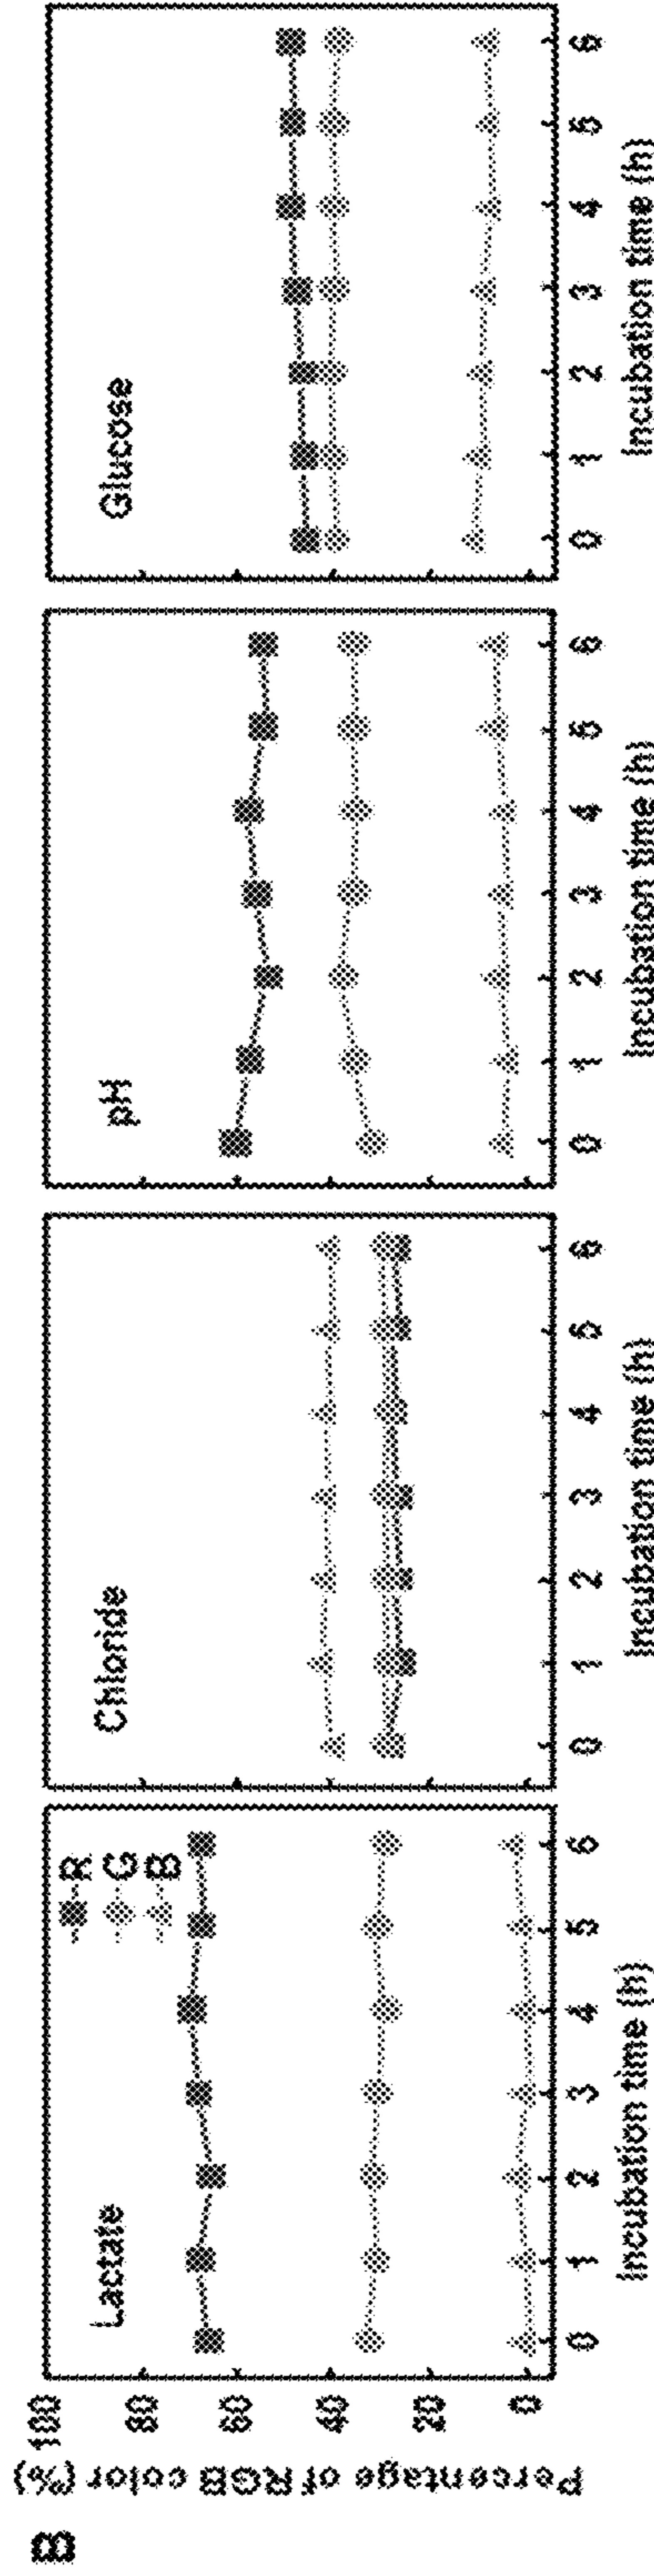 B
Percentage of RGB color (%)
100
80
60
40
20
0
Lactate
R
G
B
0 1 2 3 4 5 6
Incubation time (h)
Chloride
0 1 2 3 4 5 6
Incubation time (h)
pH
0 1 2 3 4 5 6
Incubation time (h)
Glucose
0 1 2 3 4 5 6
Incubation time (h)